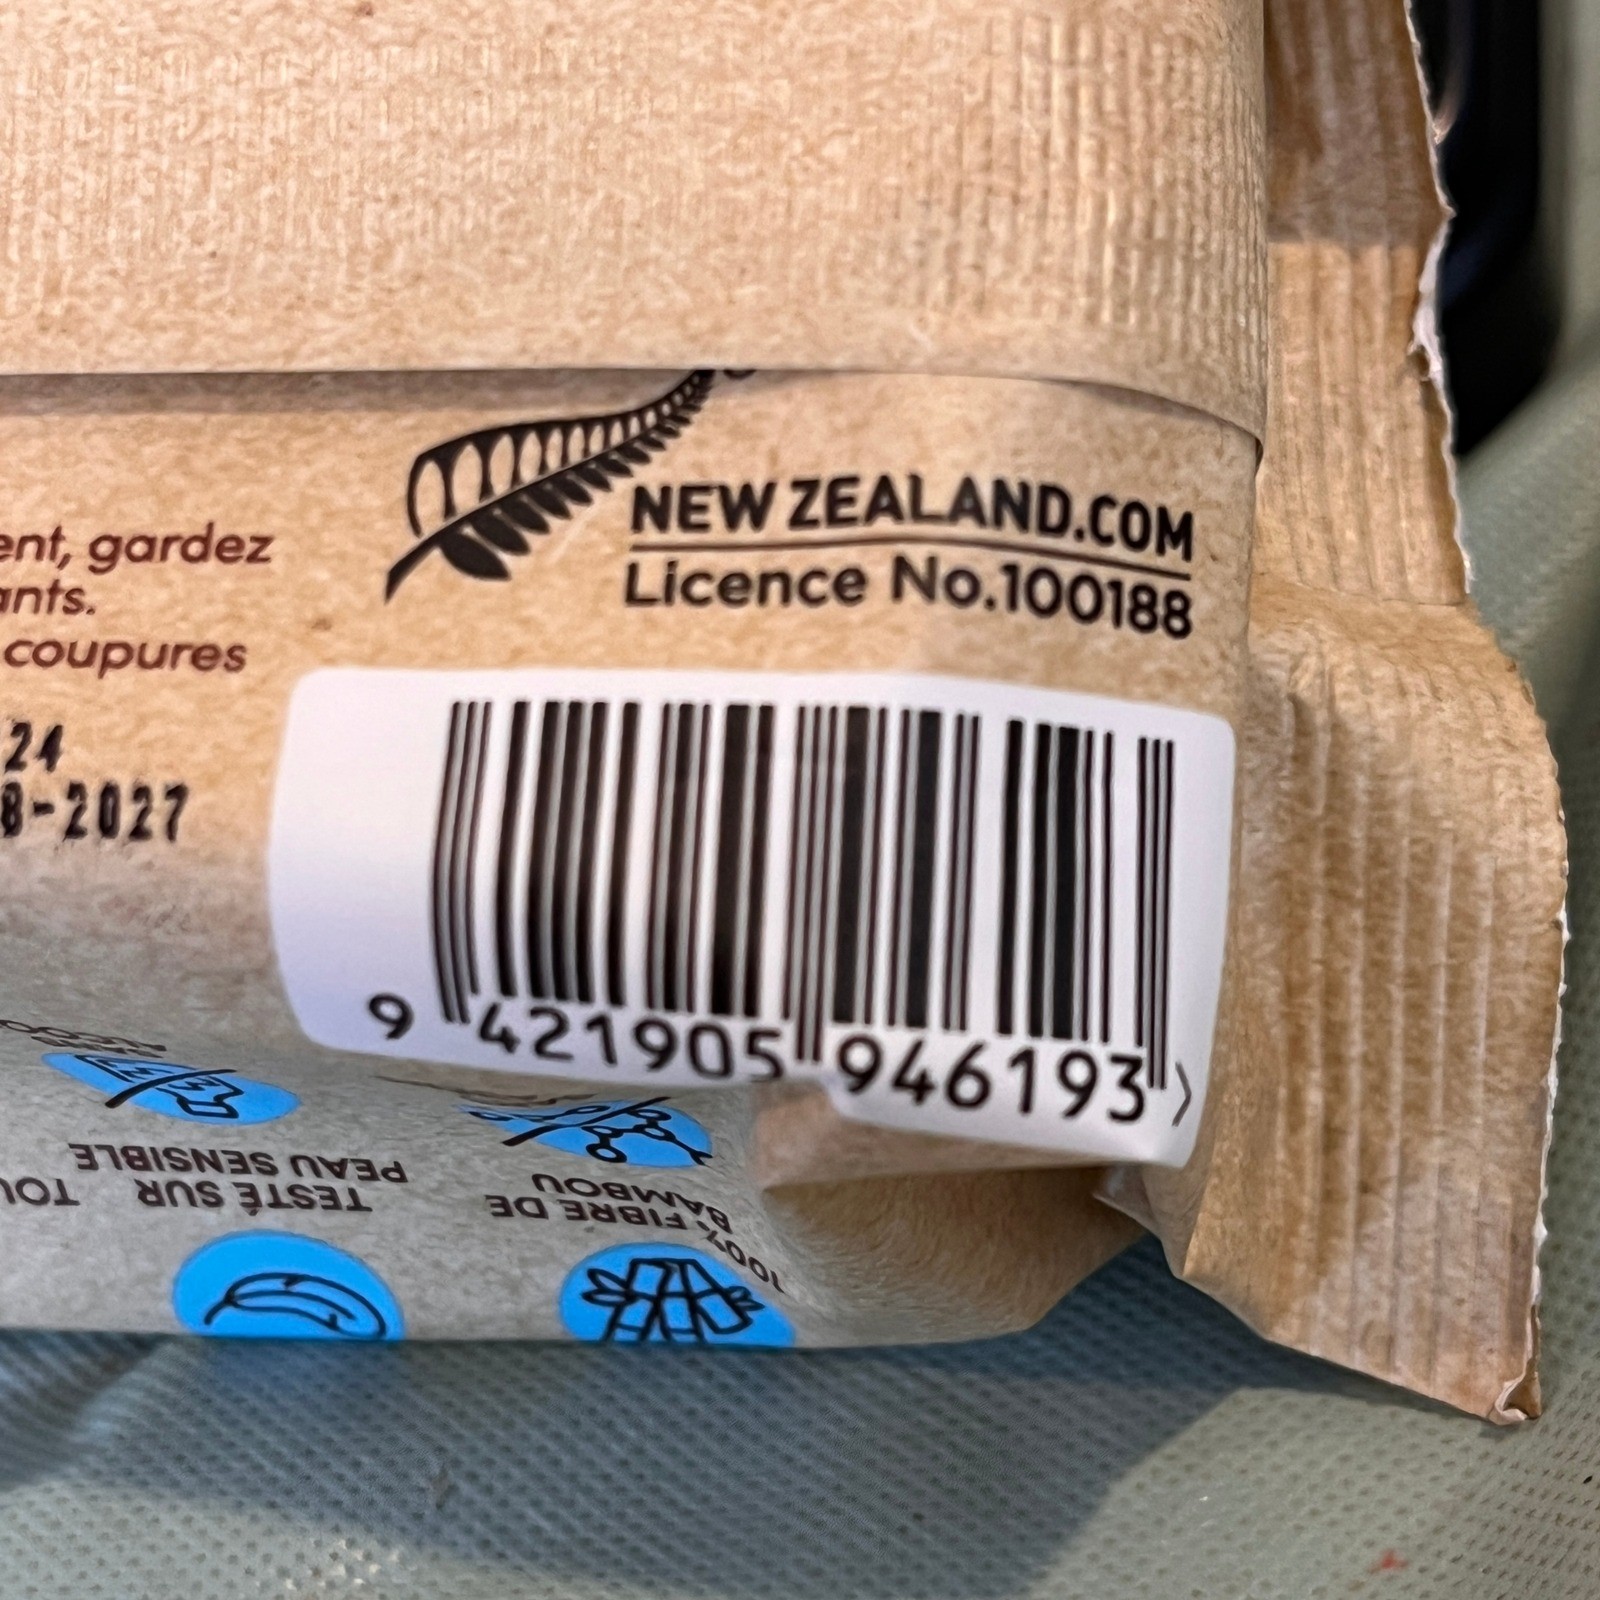 NEW ZEALAND.COM
Licence No.100188
ent, gardez
ants.
coupures
24
8-2027
9 421905 946193 >
PEAU SENSIBLE
TESTÉ SUR
TOU
BAMBOU
100% FIBRE DE